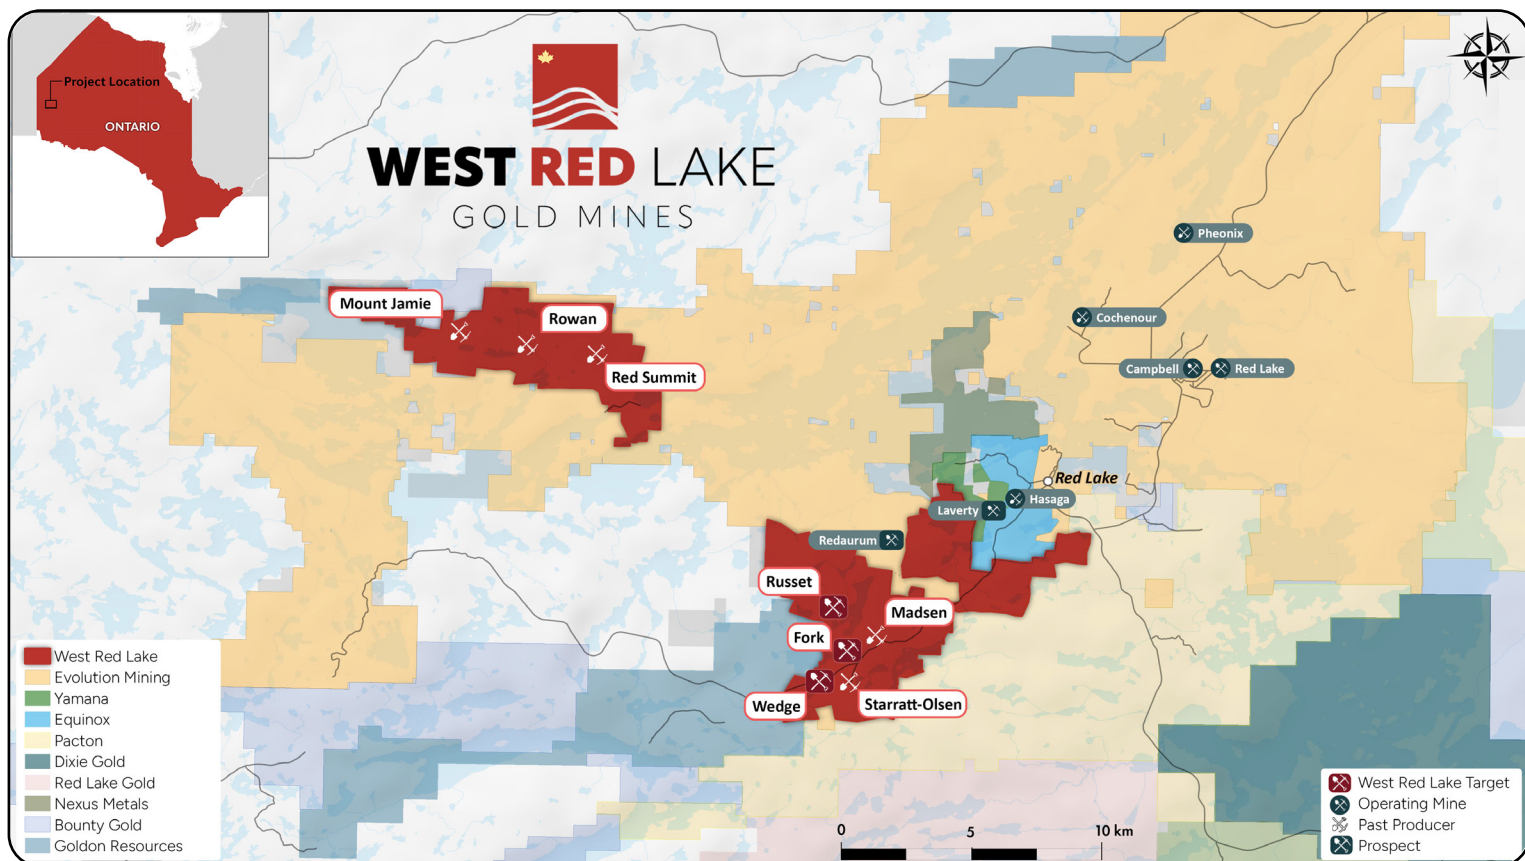 Project Location
ONTARIO
WEST RED LAKE
GOLD MINES
Pheonix
Mount Jamie
Rowan
Cochenour
Red Summit
Campbell
Red Lake
Red Lake
Hasaga
Laverty
Redaurum
Russet
Madsen
Fork
Wedge
Starratt-Olsen
West Red Lake
Evolution Mining
Yamana
Equinox
Pacton
Dixie Gold
Red Lake Gold
Nexus Metals
Bounty Gold
Goldon Resources
West Red Lake Target
Operating Mine
Past Producer
Prospect
0 5 10 km